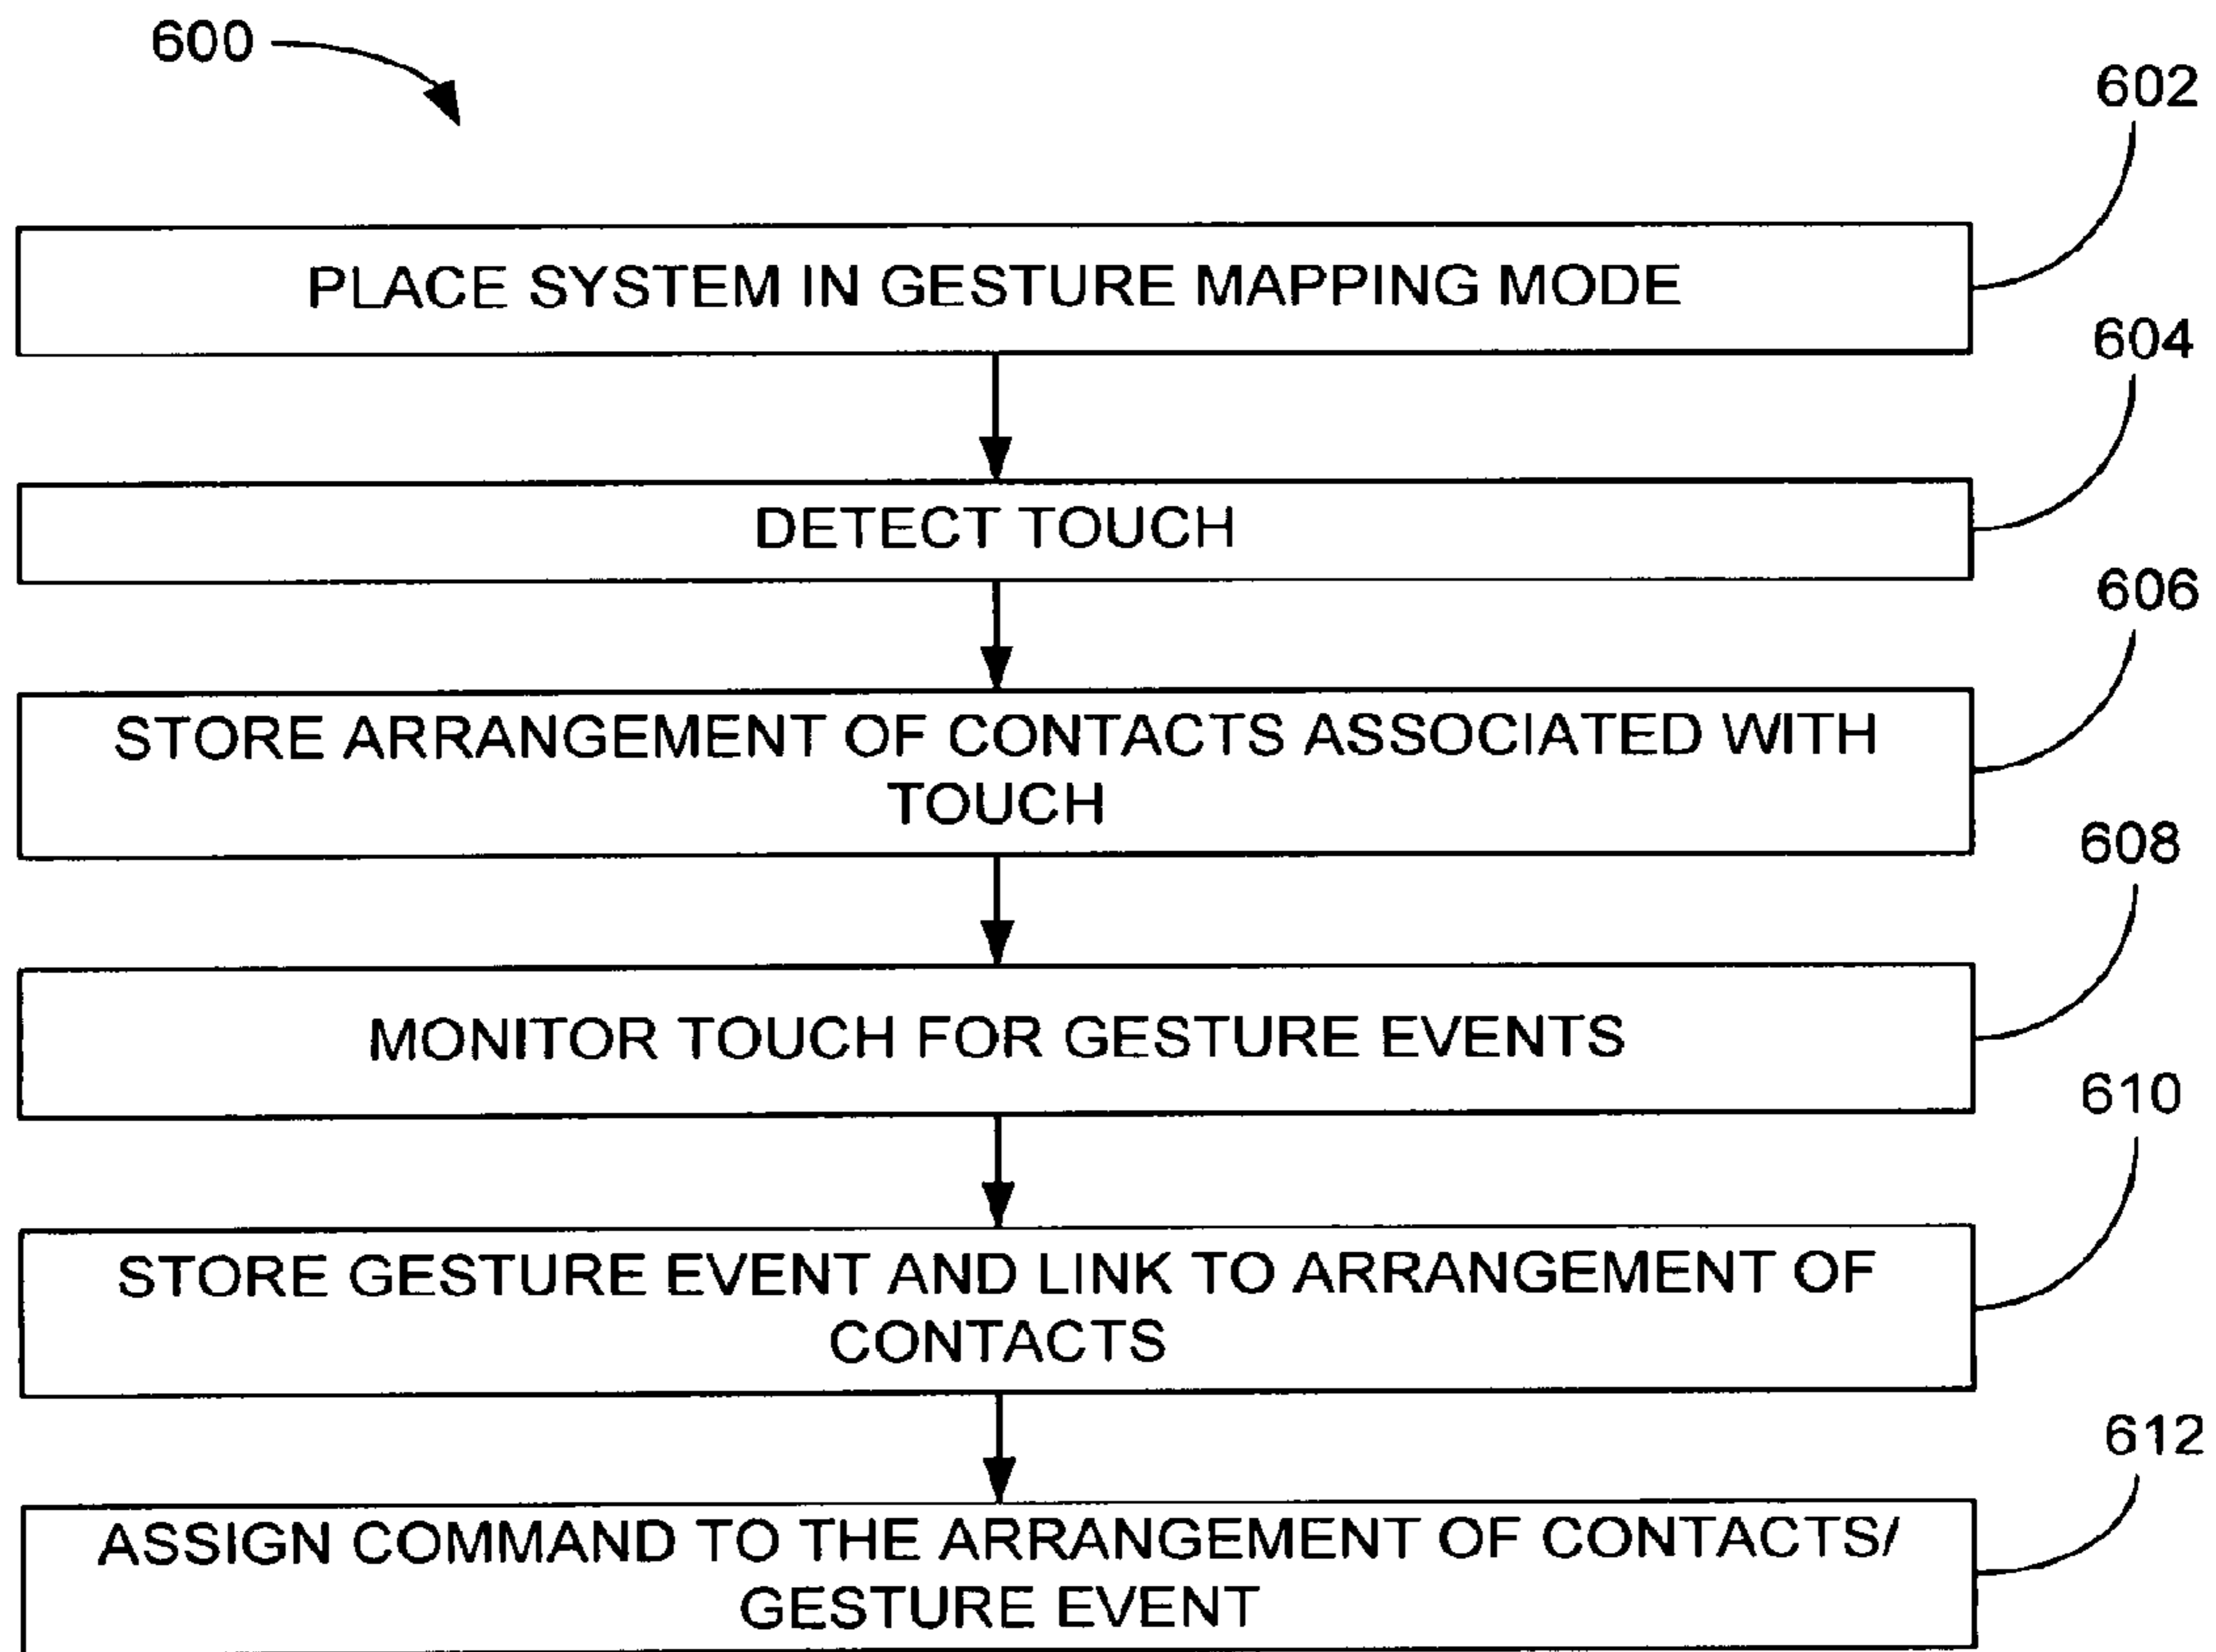 600
602
PLACE SYSTEM IN GESTURE MAPPING MODE
604
DETECT TOUCH
606
STORE ARRANGEMENT OF CONTACTS ASSOCIATED WITH
TOUCH
608
MONITOR TOUCH FOR GESTURE EVENTS
610
STORE GESTURE EVENT AND LINK TO ARRANGEMENT OF
CONTACTS
612
ASSIGN COMMAND TO THE ARRANGEMENT OF CONTACTS/
GESTURE EVENT